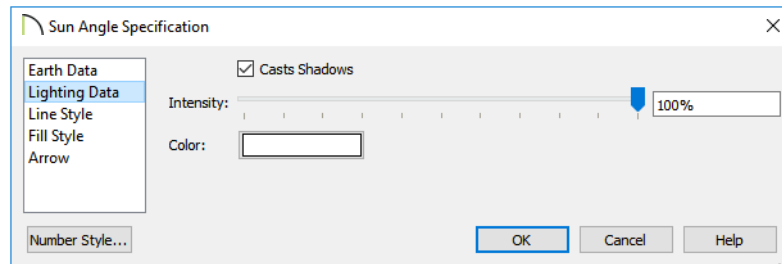 Sun Angle Specification
Earth Data
Lighting Data
Line Style
Fill Style
Arrow
Casts Shadows
Intensity:
100%
Color:
Number Style...
OK
Cancel
Help